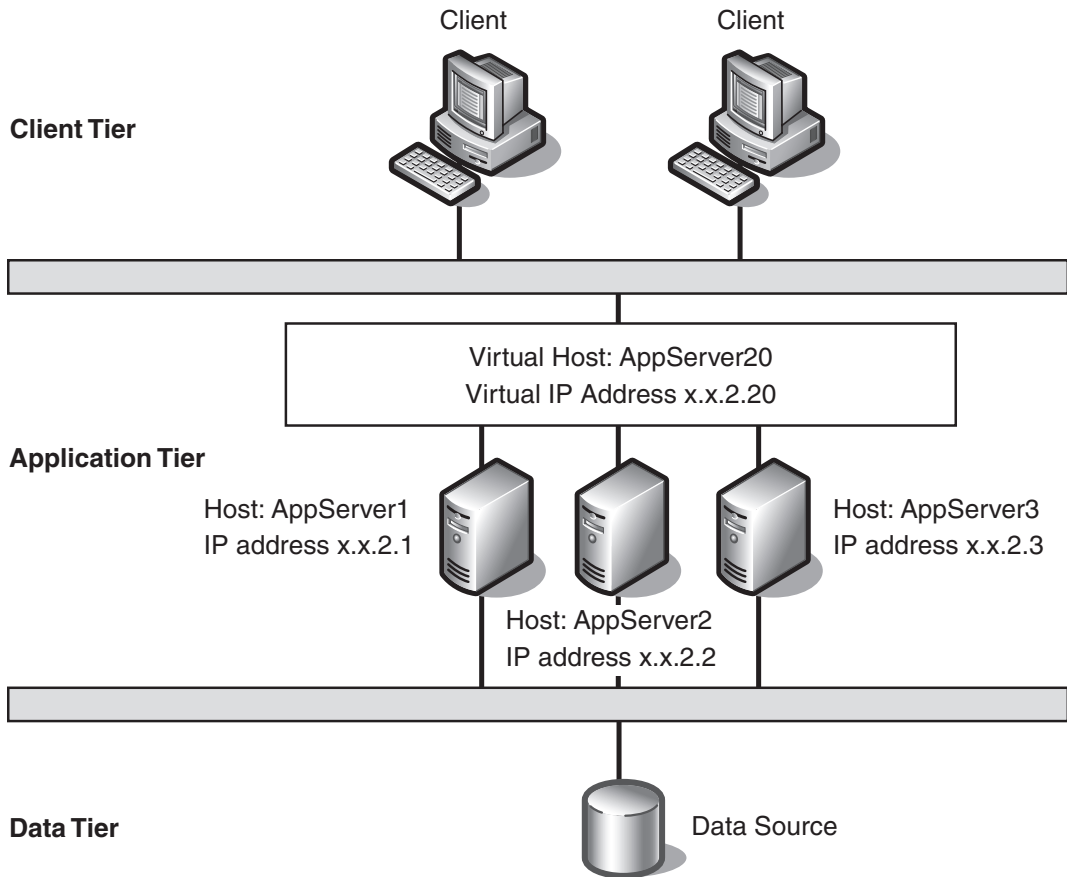 Client
Client
Client Tier
Virtual Host: AppServer20
Virtual IP Address x.x.2.20
Application Tier
Host: AppServer1
IP address x.x.2.1
Host: AppServer3
IP address x.x.2.3
Host: AppServer2
IP address x.x.2.2
Data Tier
Data Source